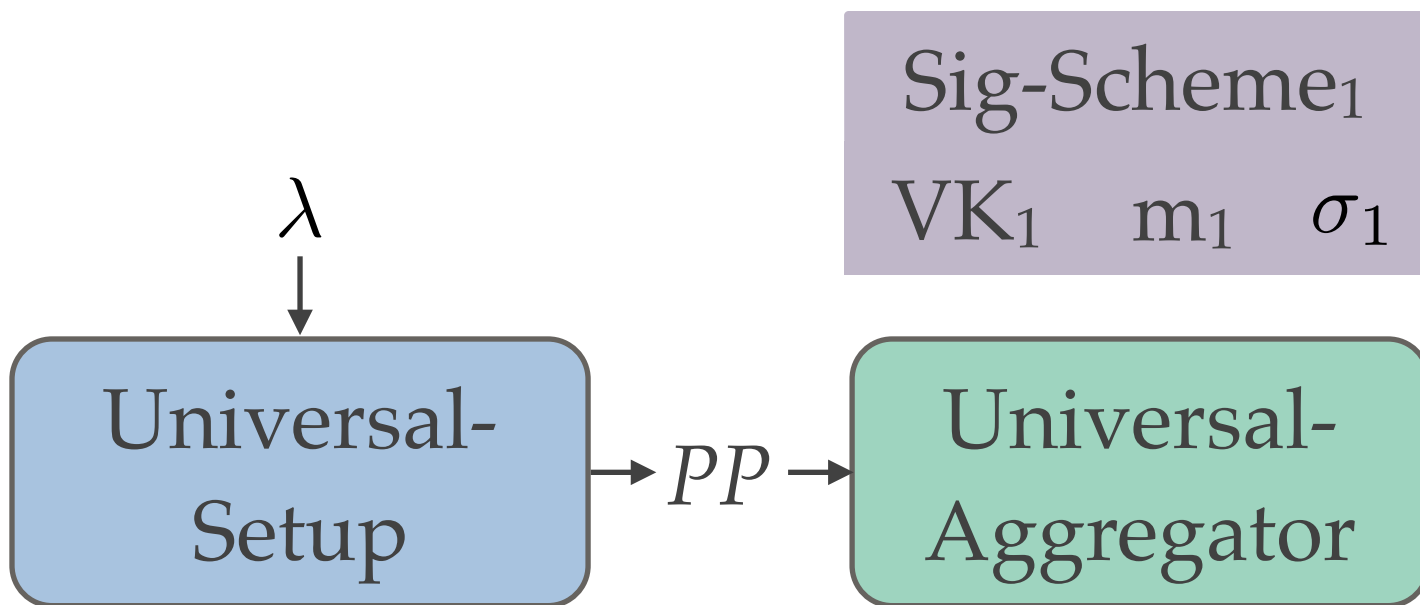 Sig-Scheme₁
VK₁ m₁ σ₁
λ
Universal-
Setup
PP
Universal-
Aggregator